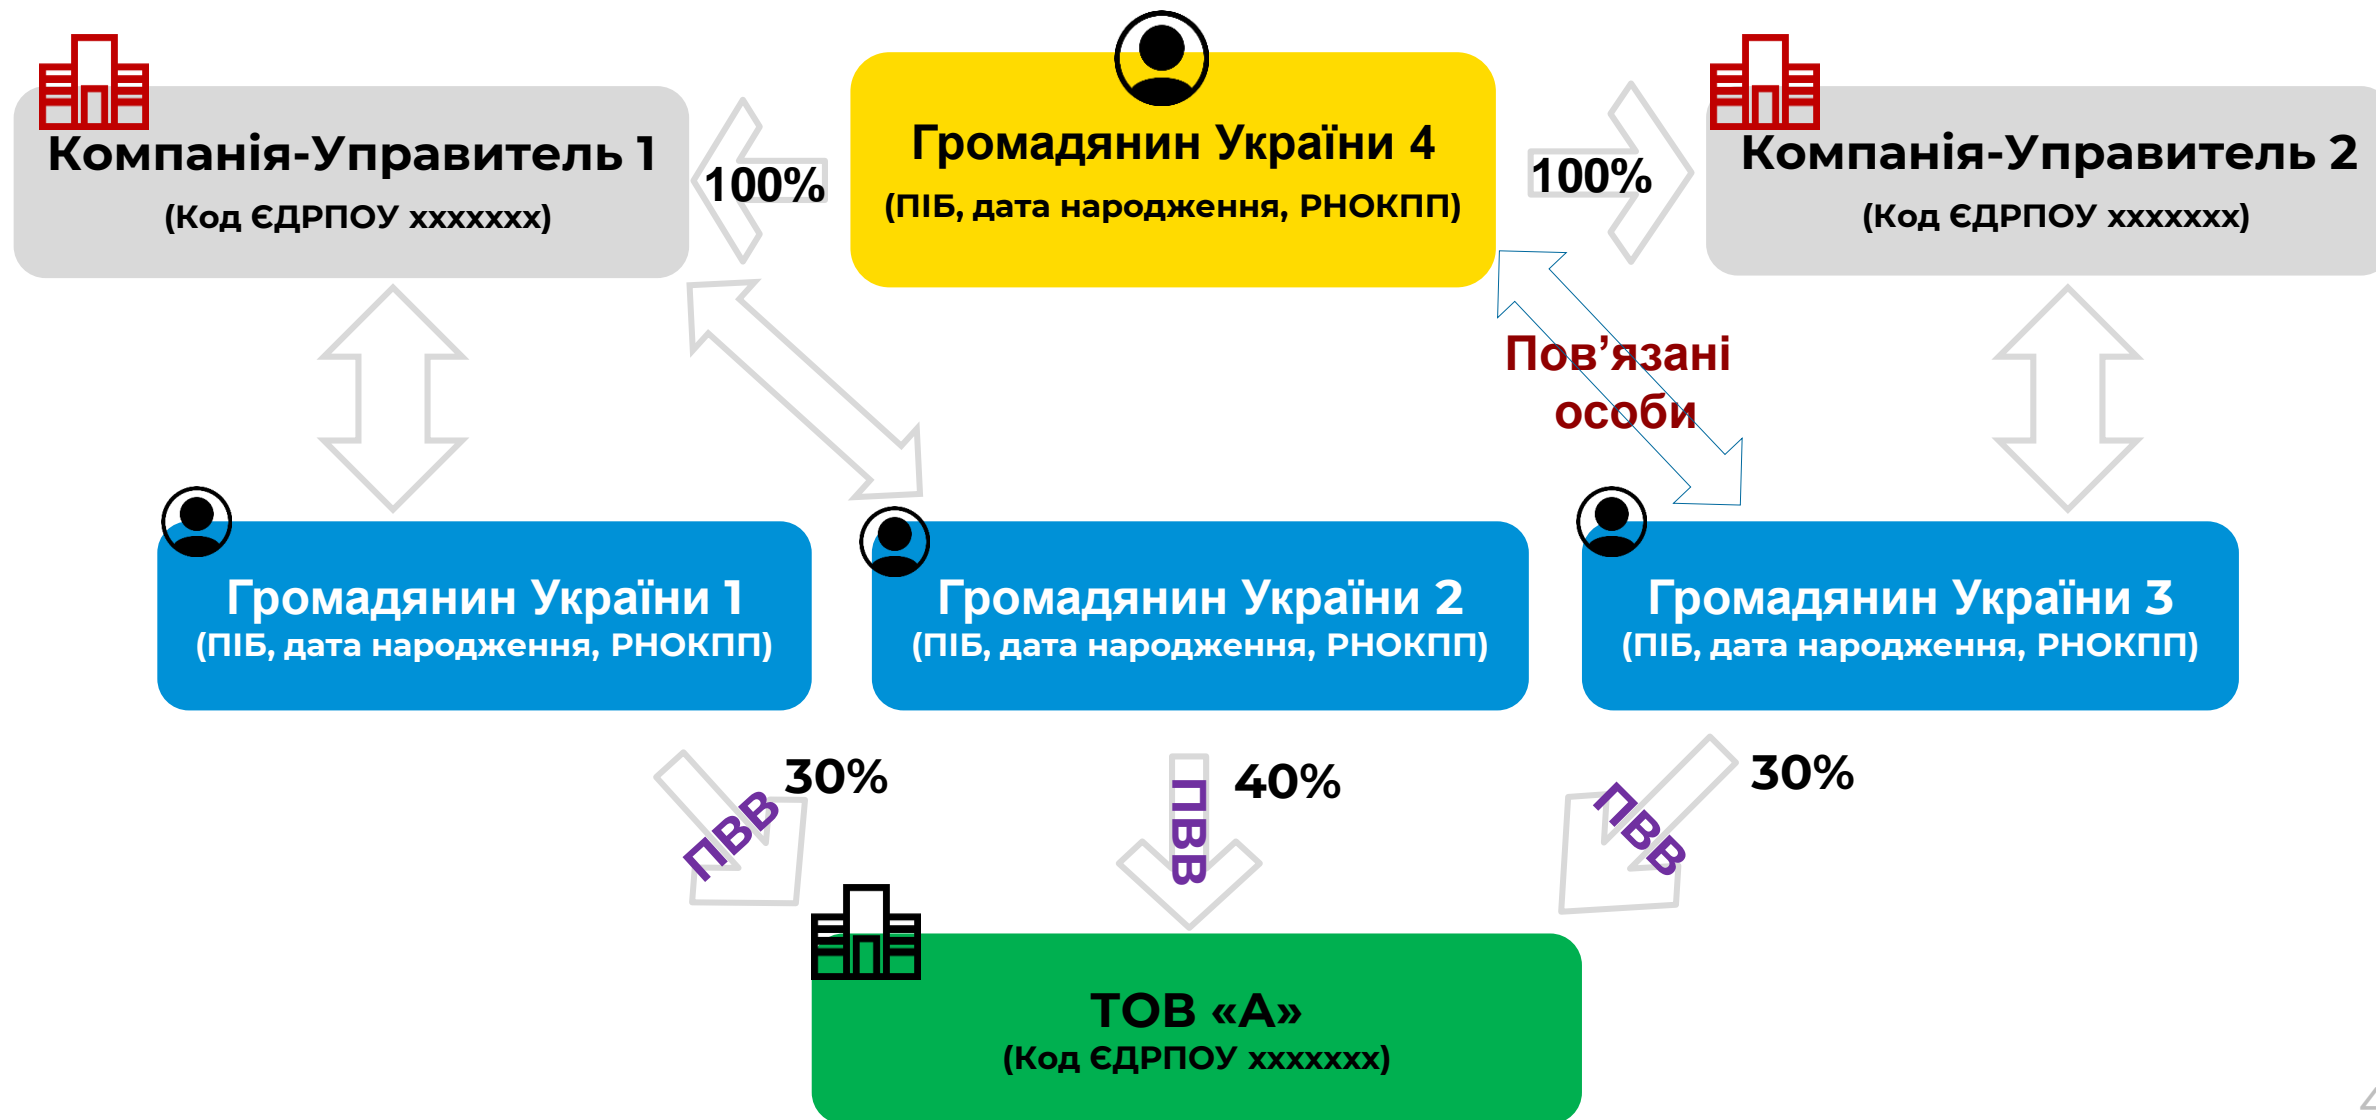 Компанія-Управитель 1
(Код ЄДРПОУ xxxxxxx)
100%
Громадянин України 4
(ПІБ, дата народження, РНОКПП)
100%
Компанія-Управитель 2
(Код ЄДРПОУ xxxxxxx)
Пов’язані
особи
Громадянин України 1
(ПІБ, дата народження, РНОКПП)
Громадянин України 2
(ПІБ, дата народження, РНОКПП)
Громадянин України 3
(ПІБ, дата народження, РНОКПП)
ПВВ
30%
ПВВ
40%
ПВВ
30%
ТОВ «А»
(Код ЄДРПОУ xxxxxxx)